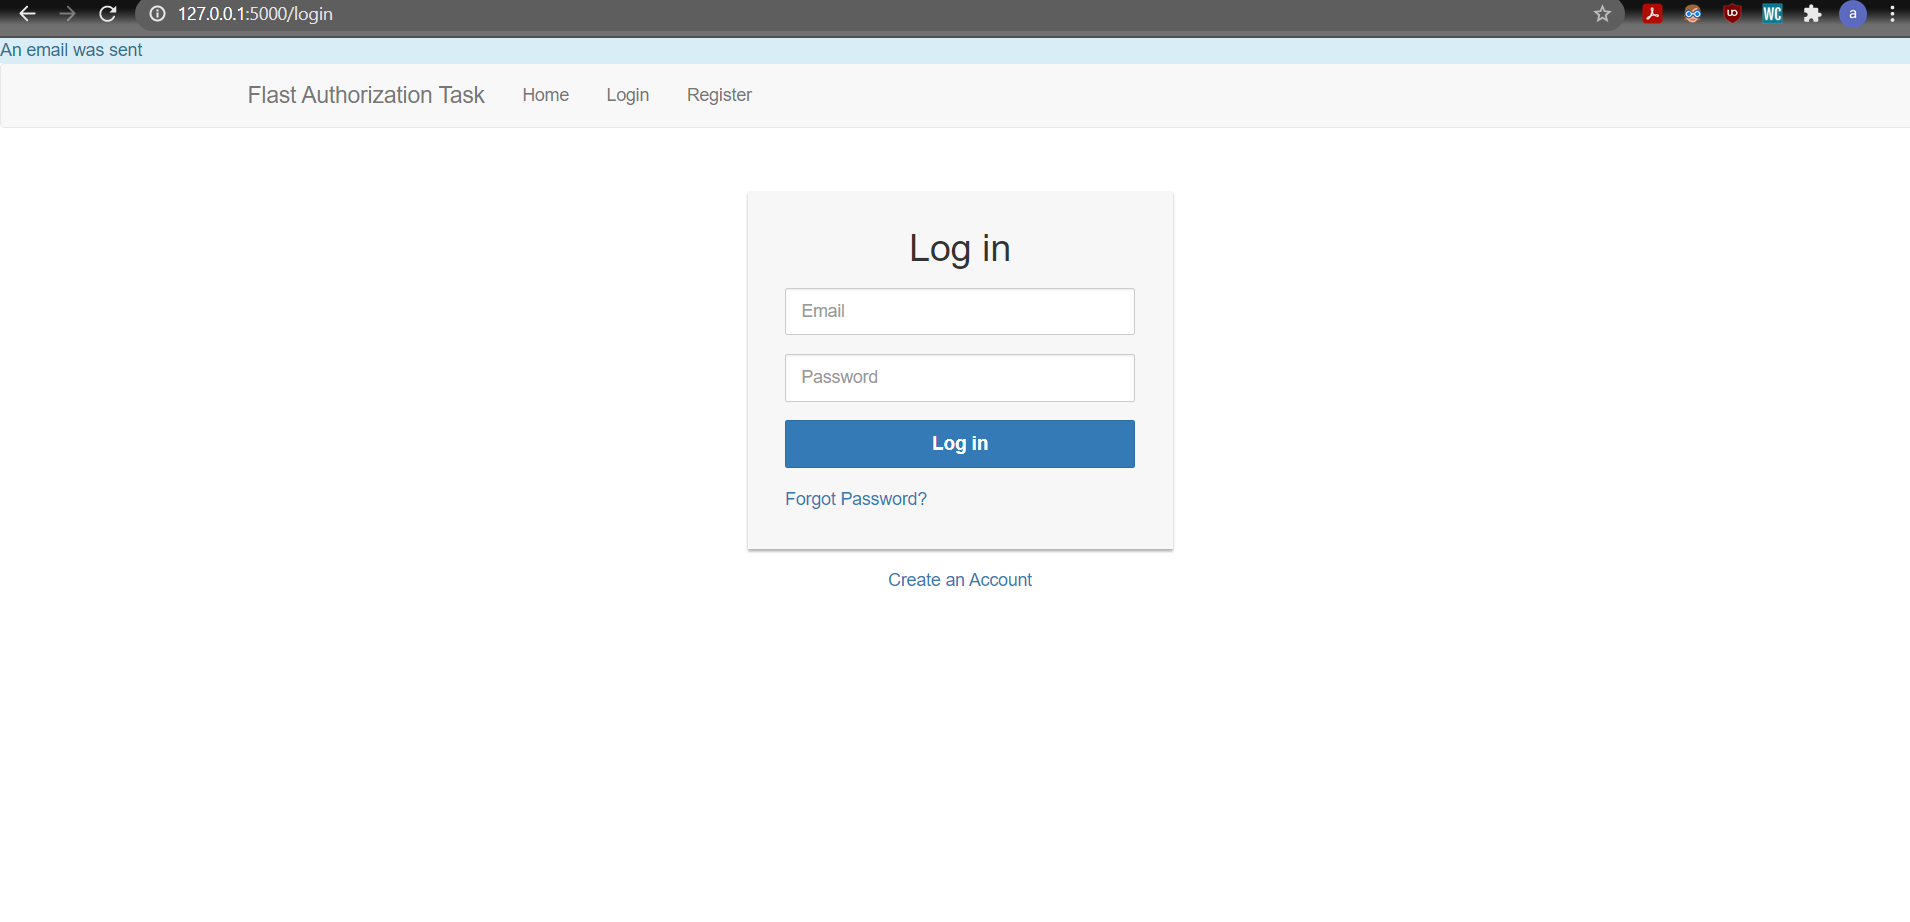 127.0.0.1:5000/login
UD
WC
a
An email was sent
Flast Authorization Task Home Login Register
Log in
Email
Password
Log in
Forgot Password?
Create an Account